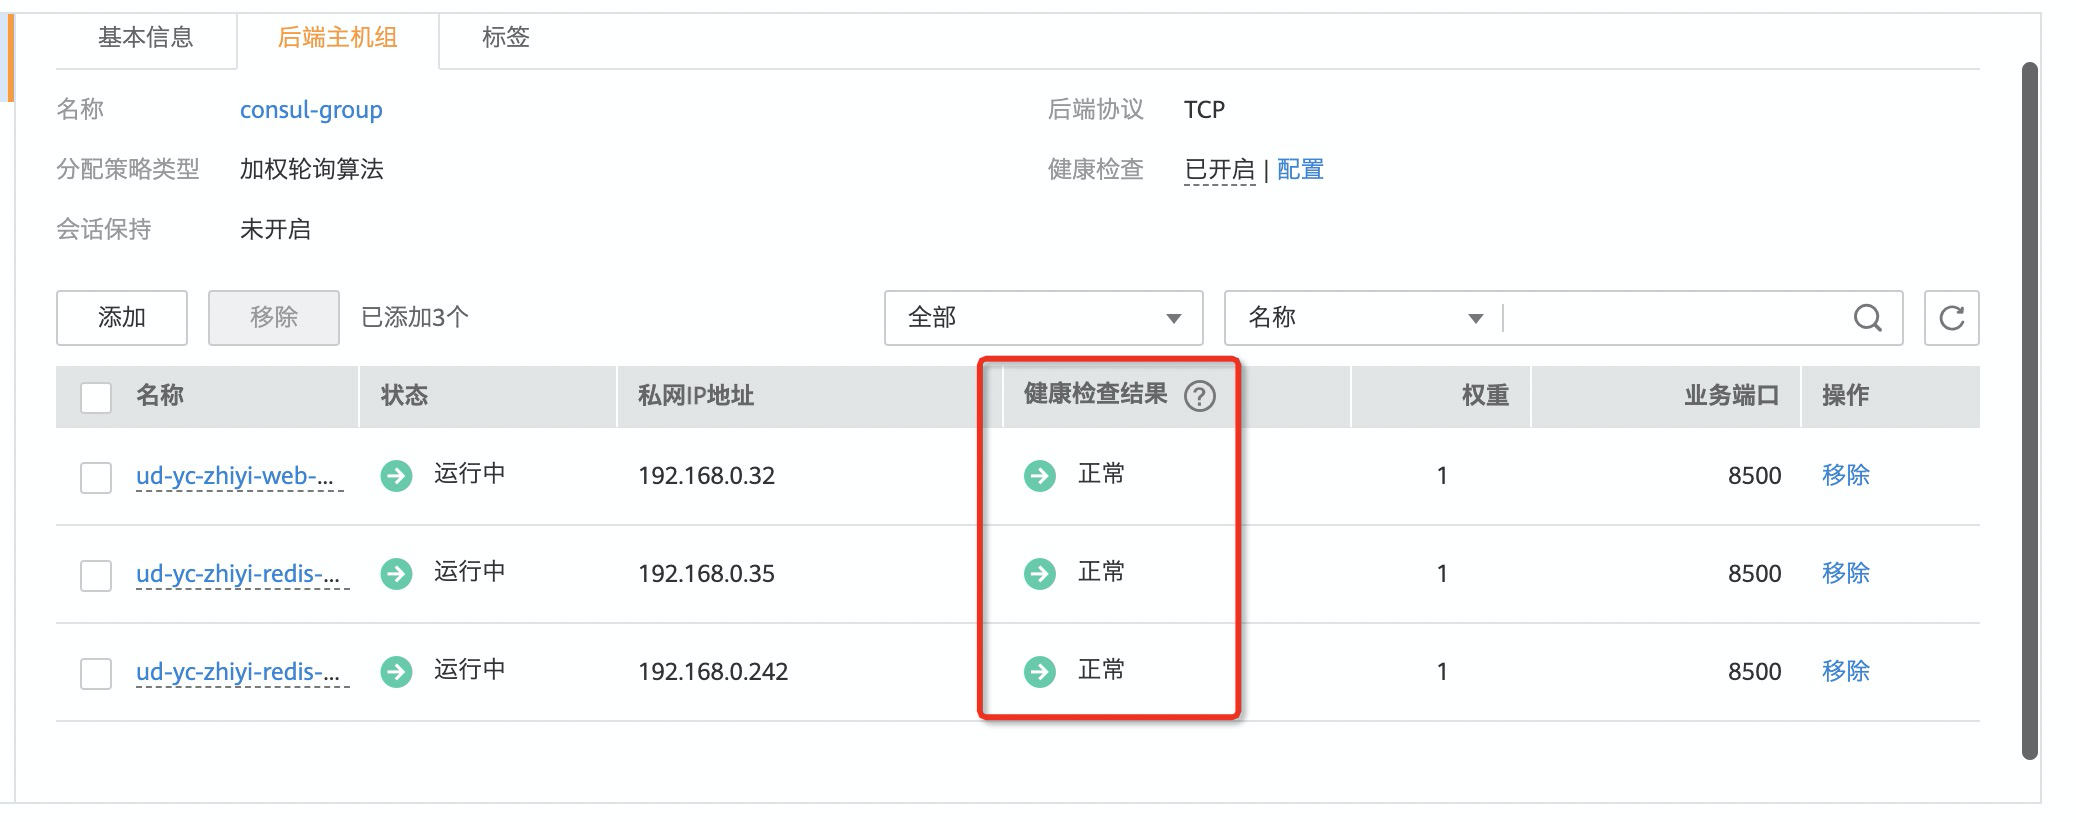 基本信息 后端主机组 标签
名称 consul-group 后端协议 TCP
分配策略类型 加权轮询算法 健康检查 已开启 | 配置
会话保持 未开启
添加 移除 已添加3个 全部 名称
名称 状态 私网IP地址 健康检查结果 ? 权重 业务端口 操作
ud-yc-zhiyi-web-... 运行中 192.168.0.32 正常 1 8500 移除
ud-yc-zhiyi-redis-... 运行中 192.168.0.35 正常 1 8500 移除
ud-yc-zhiyi-redis-... 运行中 192.168.0.242 正常 1 8500 移除